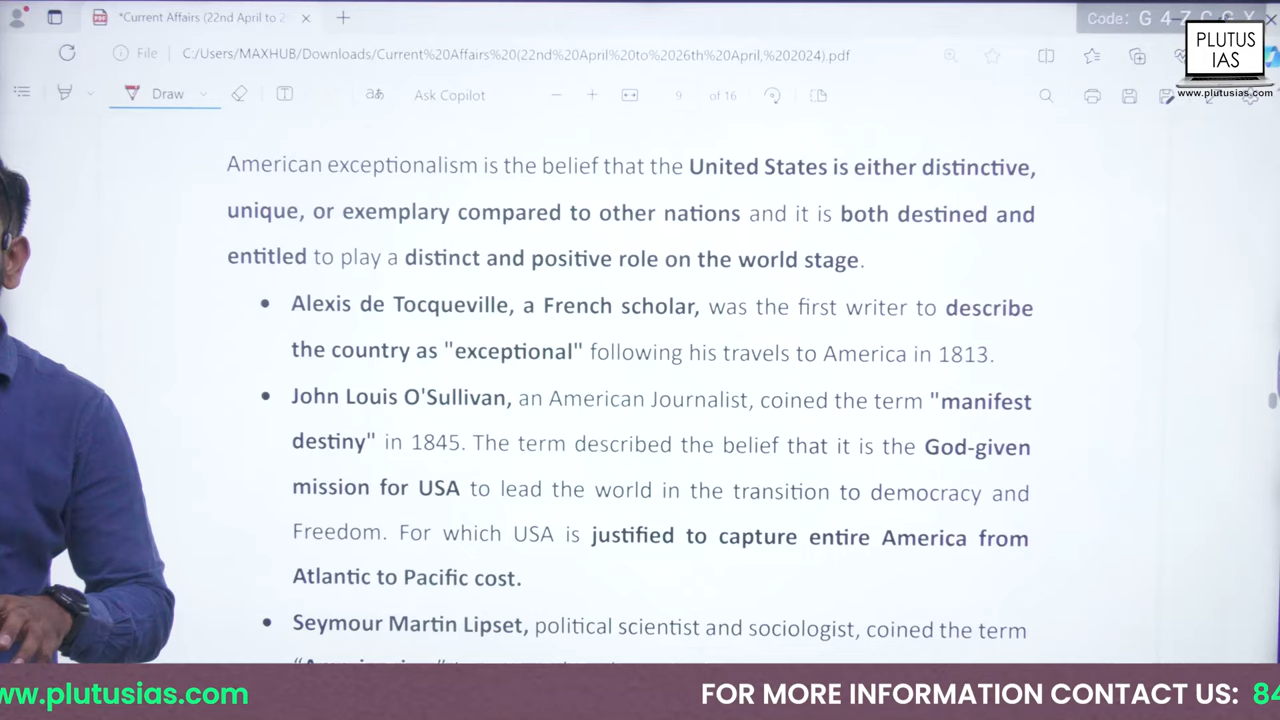 *Current Affairs (22nd April to 2
Code: G 4 Z C G X
File C:/Users/MAXHUB/Downloads/Current%20Affairs%20(22nd%20April%20to%2026th%20April,%202024).pdf
PLUTUS
IAS
www.plutusias.com
Draw
Ask Copilot
9 of 16
American exceptionalism is the belief that the United States is either distinctive,
unique, or exemplary compared to other nations and it is both destined and
entitled to play a distinct and positive role on the world stage.
• Alexis de Tocqueville, a French scholar, was the first writer to describe
the country as "exceptional" following his travels to America in 1813.
• John Louis O'Sullivan, an American Journalist, coined the term "manifest
destiny" in 1845. The term described the belief that it is the God-given
mission for USA to lead the world in the transition to democracy and
Freedom. For which USA is justified to capture entire America from
Atlantic to Pacific cost.
• Seymour Martin Lipset, political scientist and sociologist, coined the term
ww.plutusias.com
FOR MORE INFORMATION CONTACT US: 84